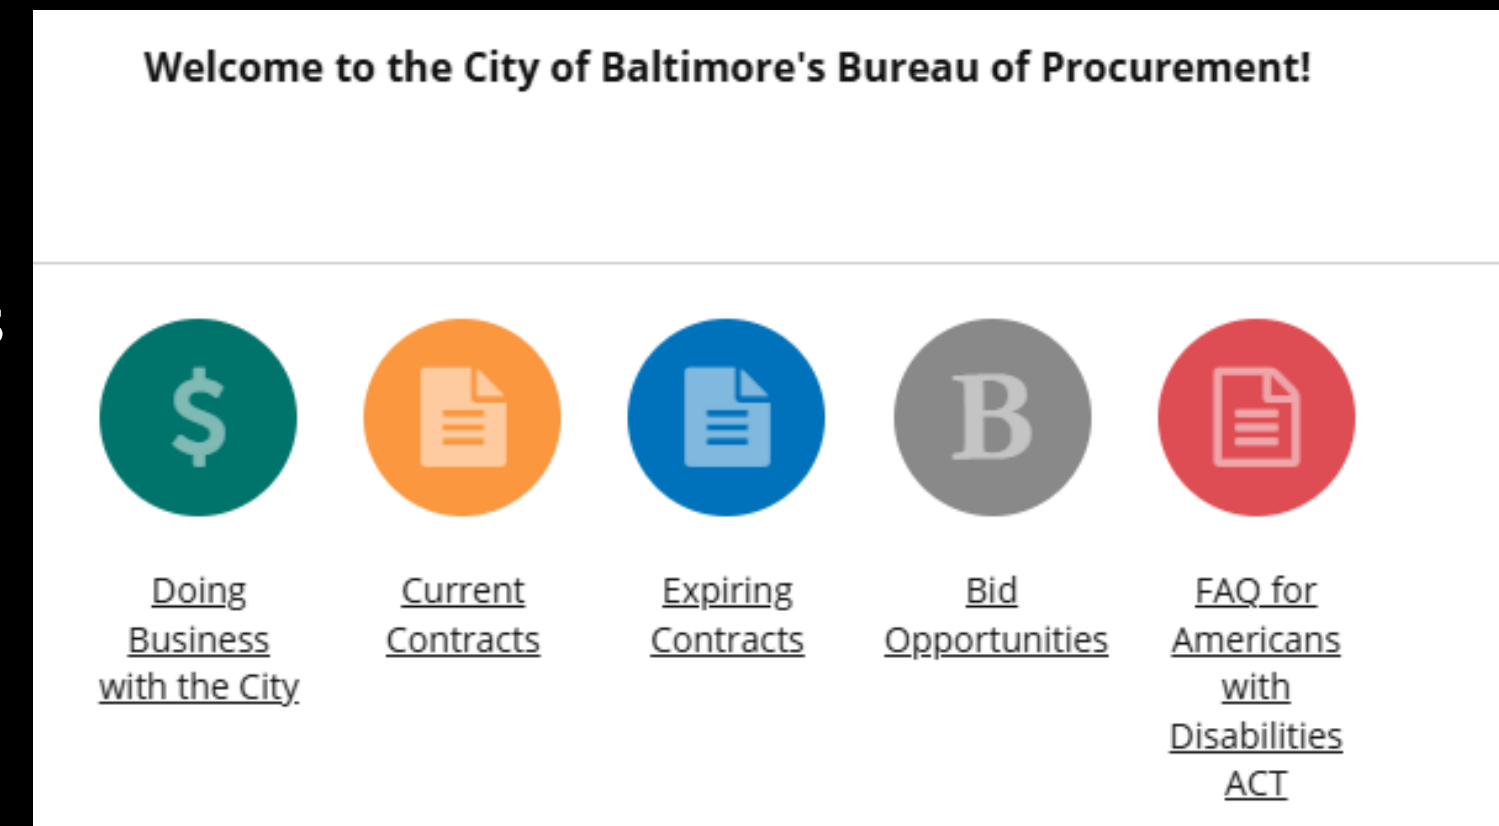 Welcome to the City of Baltimore's Bureau of Procurement!
s
$
B
Doing
Business
with the City
Current
Contracts
Expiring
Contracts
Bid
Opportunities
FAQ for
Americans
with
Disabilities
ACT